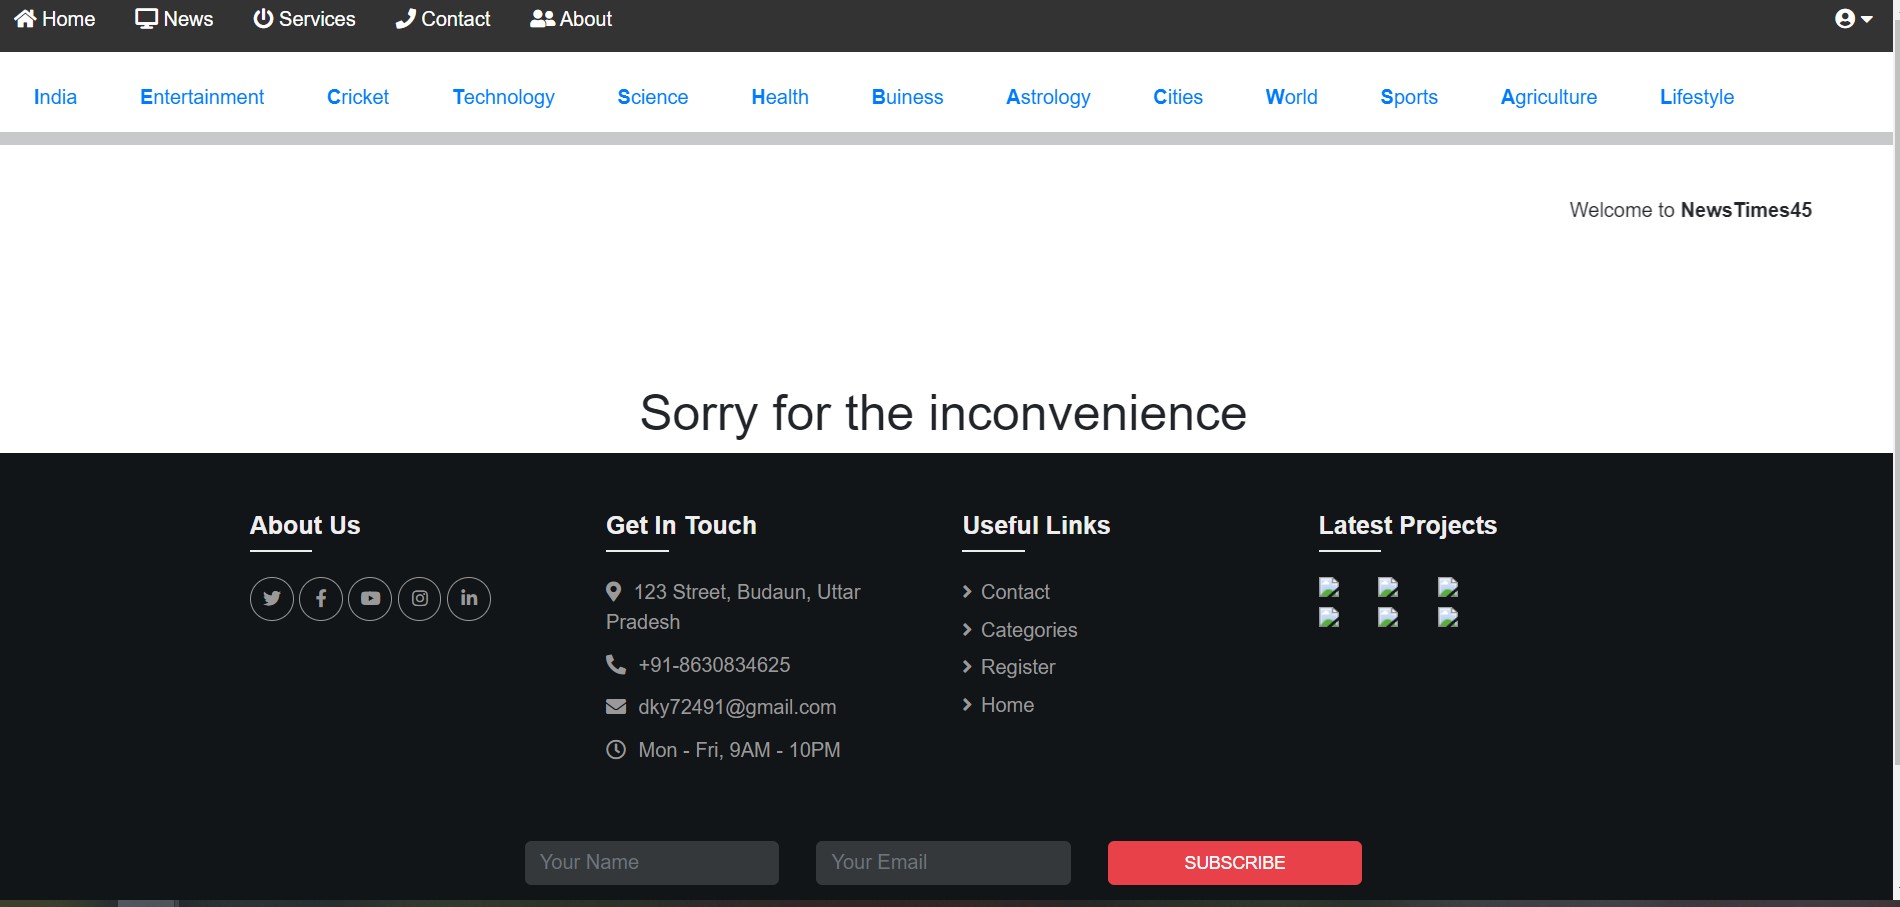 Home News Services Contact About
India Entertainment Cricket Technology Science Health Buiness Astrology Cities World Sports Agriculture Lifestyle
Welcome to NewsTimes45
Sorry for the inconvenience
About Us
Get In Touch
123 Street, Budaun, Uttar
Pradesh
+91-8630834625
dky72491@gmail.com
Mon - Fri, 9AM - 10PM
Useful Links
Contact
Categories
Register
Home
Latest Projects
Your Name
Your Email
SUBSCRIBE